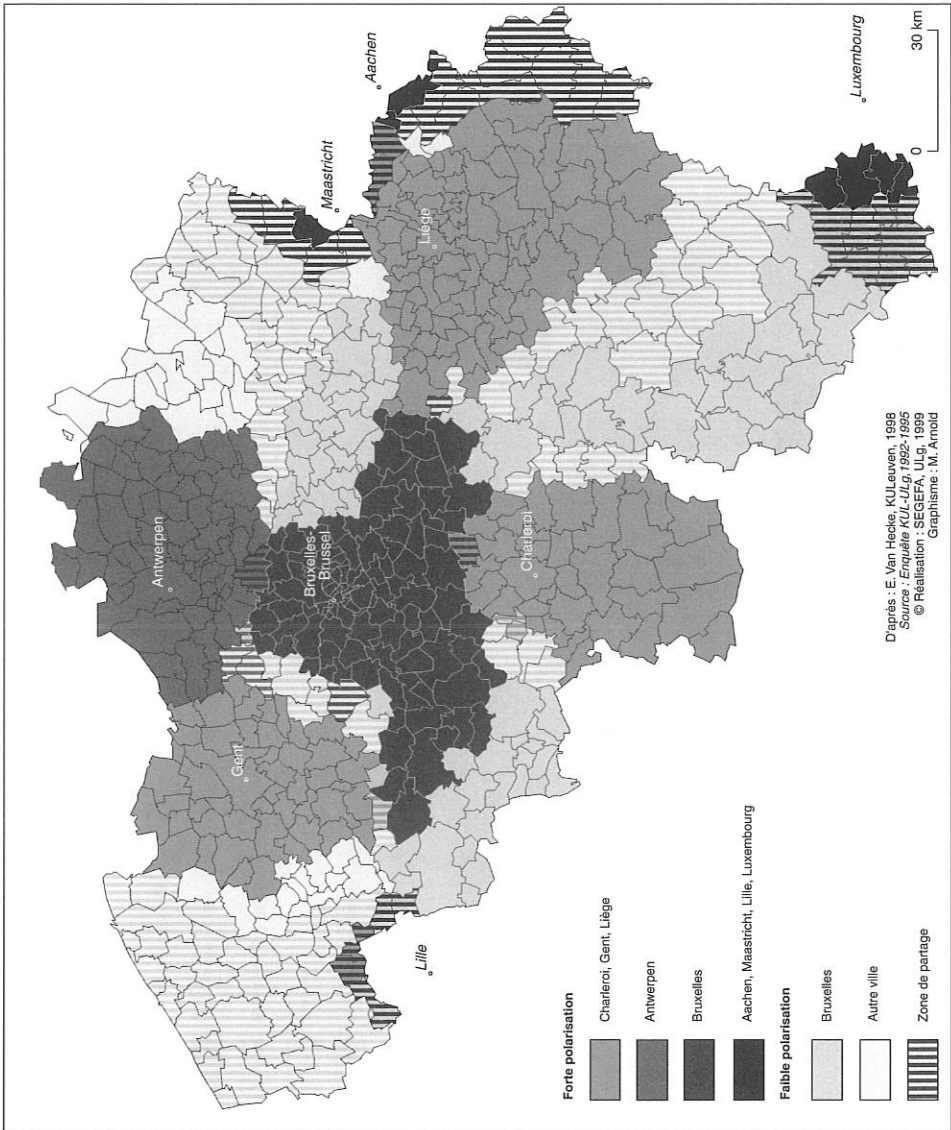 Antwerpen
Gent
Bruxelles-
Brussel
Maastricht
Aachen
Liège
Charleroi
Lille
Luxembourg
0 30 km
Forte polarisation
Charleroi, Gent, Liège
Antwerpen
Bruxelles
Aachen, Maastricht, Lille, Luxembourg
Faible polarisation
Bruxelles
Autre ville
Zone de partage
D'après : E. Van Hecke, KULeuven, 1998
Source : Enquête KUL-ULg, 1992-1995
© Réalisation : SEGEFA, ULg, 1999
Graphisme : M. Arnold